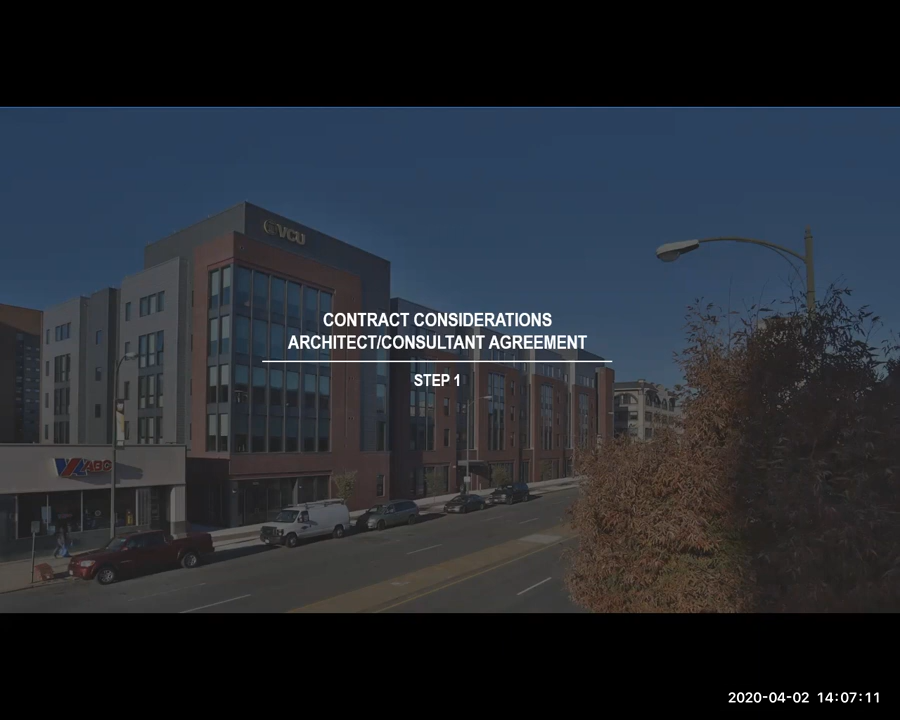 VCU
CONTRACT CONSIDERATIONS
ARCHITECT/CONSULTANT AGREEMENT
STEP 1
ABC
2020-04-02 14:07:11